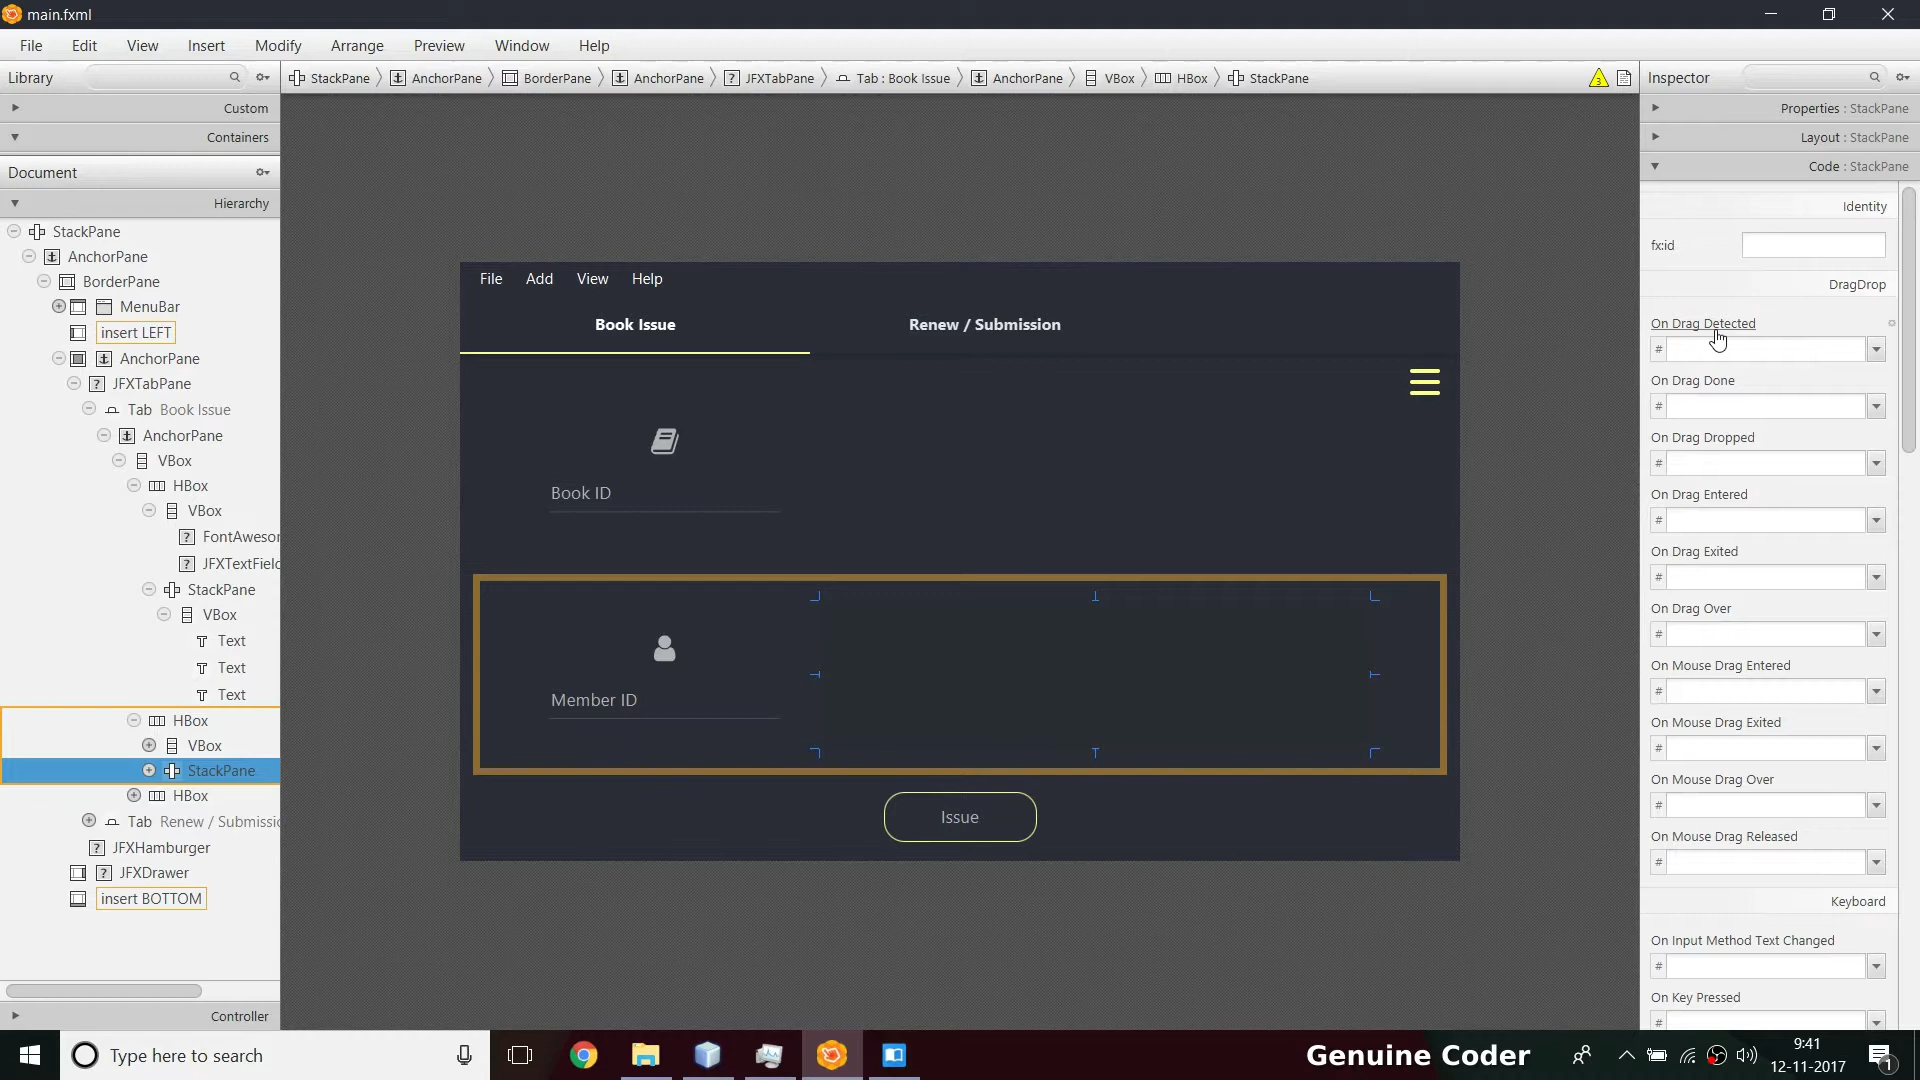 main.fxml
File Edit View Insert Modify Arrange Preview Window Help
Library
StackPane AnchorPane BorderPane AnchorPane JFXTabPane Tab : Book Issue AnchorPane VBox HBox StackPane
3
Inspector
Custom
Containers
Document
Hierarchy
StackPane
AnchorPane
BorderPane
MenuBar
insert LEFT
AnchorPane
? JFXTabPane
Tab Book Issue
AnchorPane
VBox
HBox
VBox
? FontAwesor
? JFXTextField
StackPane
VBox
T Text
T Text
T Text
HBox
VBox
StackPane
HBox
Tab Renew / Submissio
? JFXHamburger
? JFXDrawer
insert BOTTOM
Controller
File Add View Help
Book Issue Renew / Submission
Book ID
Member ID
Issue
Properties : StackPane
Layout : StackPane
Code : StackPane
Identity
fx:id
DragDrop
On Drag Detected
#
On Drag Done
#
On Drag Dropped
#
On Drag Entered
#
On Drag Exited
#
On Drag Over
#
On Mouse Drag Entered
#
On Mouse Drag Exited
#
On Mouse Drag Over
#
On Mouse Drag Released
#
Keyboard
On Input Method Text Changed
#
On Key Pressed
#
Type here to search
Genuine Coder
9:41
12-11-2017
1